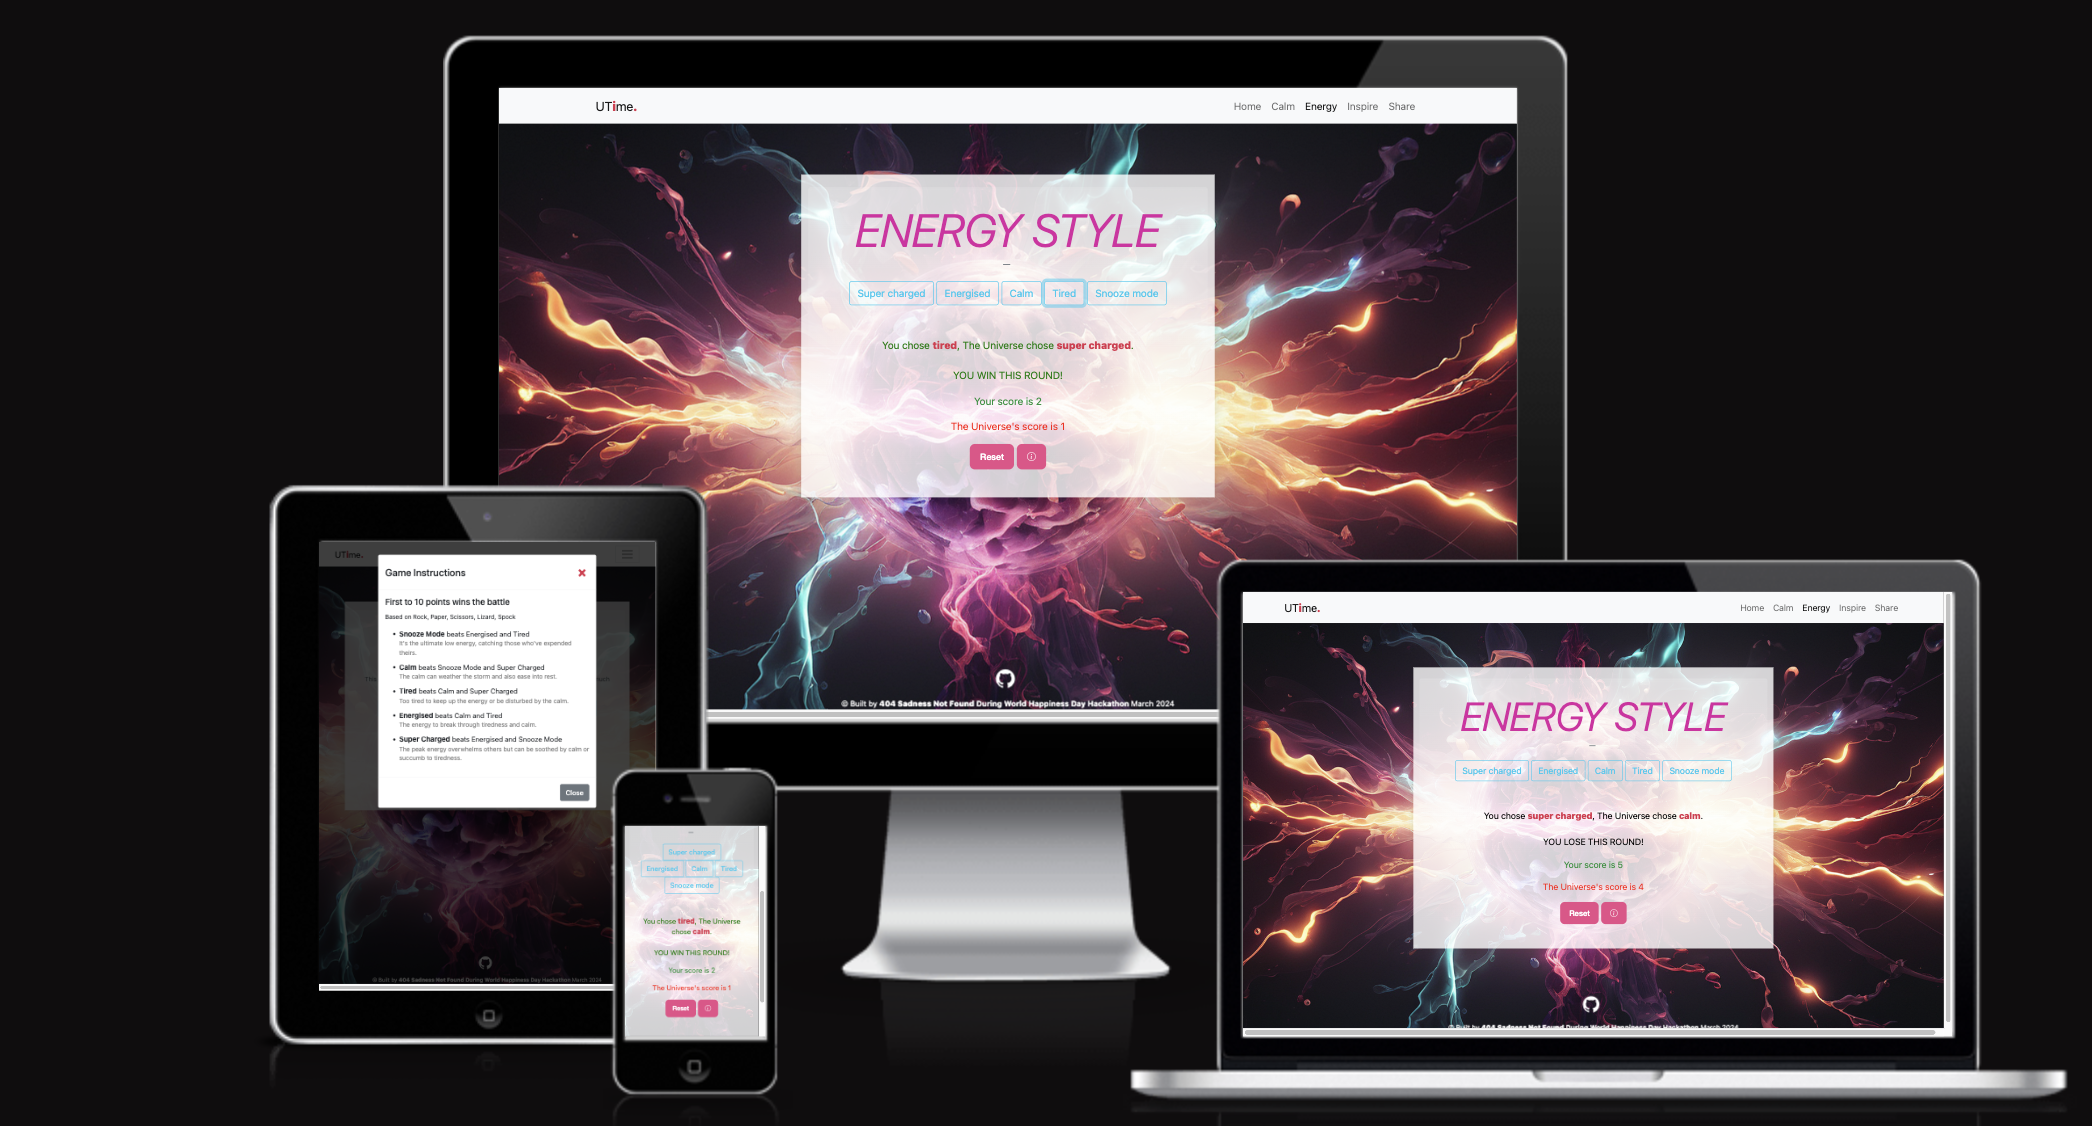 UTime.
Home Calm Energy Inspire Share
ENERGY STYLE
Super charged Energised Calm Tired Snooze mode
You chose tired, The Universe chose super charged.
YOU WIN THIS ROUND!
Your score is 2
The Universe's score is 1
Reset
© Built by 404 Sadness Not Found During World Happiness Day Hackathon March 2024
UTime.
Game Instructions
First to 10 points wins the battle
Based on Rock, Paper, Scissors, Lizard, Spock
• Snooze Mode beats Energised and Tired
It's the ultimate low energy, catching those who've expended
theirs.
• Calm beats Snooze Mode and Super Charged
The calm can weather the storm and also ease into rest.
• Tired beats Calm and Super Charged
Too tired to keep up the energy or be disturbed by the calm.
• Energised beats Calm and Tired
The energy to break through tiredness and calm.
• Super Charged beats Energised and Snooze Mode
The peak energy overwhelms others but can be soothed by calm or
succumb to tiredness.
Close
© Built by 404 Sadness Not Found During World Happiness Day Hackathon March 2024
Super charged
Energised Calm Tired
Snooze mode
You chose tired, The Universe
chose calm.
YOU WIN THIS ROUND!
Your score is 2
The Universe's score is 1
Reset
UTime.
Home Calm Energy Inspire Share
ENERGY STYLE
Super charged Energised Calm Tired Snooze mode
You chose super charged, The Universe chose calm.
YOU LOSE THIS ROUND!
Your score is 5
The Universe's score is 4
Reset
© Built by 404 Sadness Not Found During World Happiness Day Hackathon March 2024